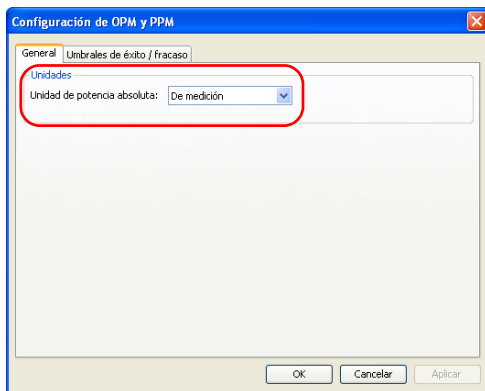 Configuración de OPM y PPM
General Umbrales de éxito / fracaso
Unidades
Unidad de potencia absoluta: De medición
OK Cancelar Aplicar